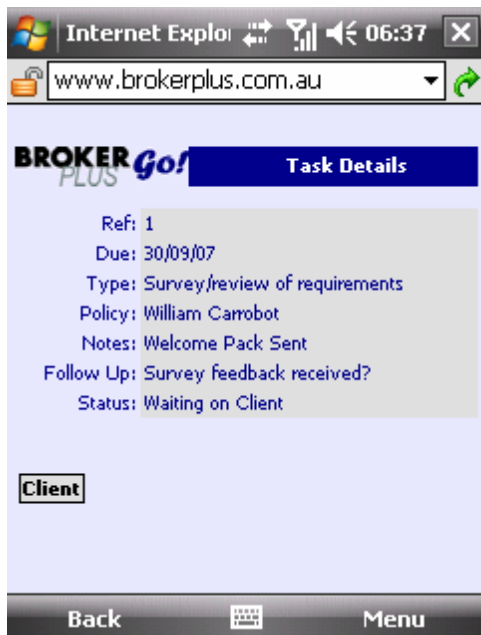 Internet Explo 06:37
www.brokerplus.com.au
BROKER PLUS Go! Task Details
Ref: 1
Due: 30/09/07
Type: Survey/review of requirements
Policy: William Carrobot
Notes: Welcome Pack Sent
Follow Up: Survey feedback received?
Status: Waiting on Client
Client
Back Menu